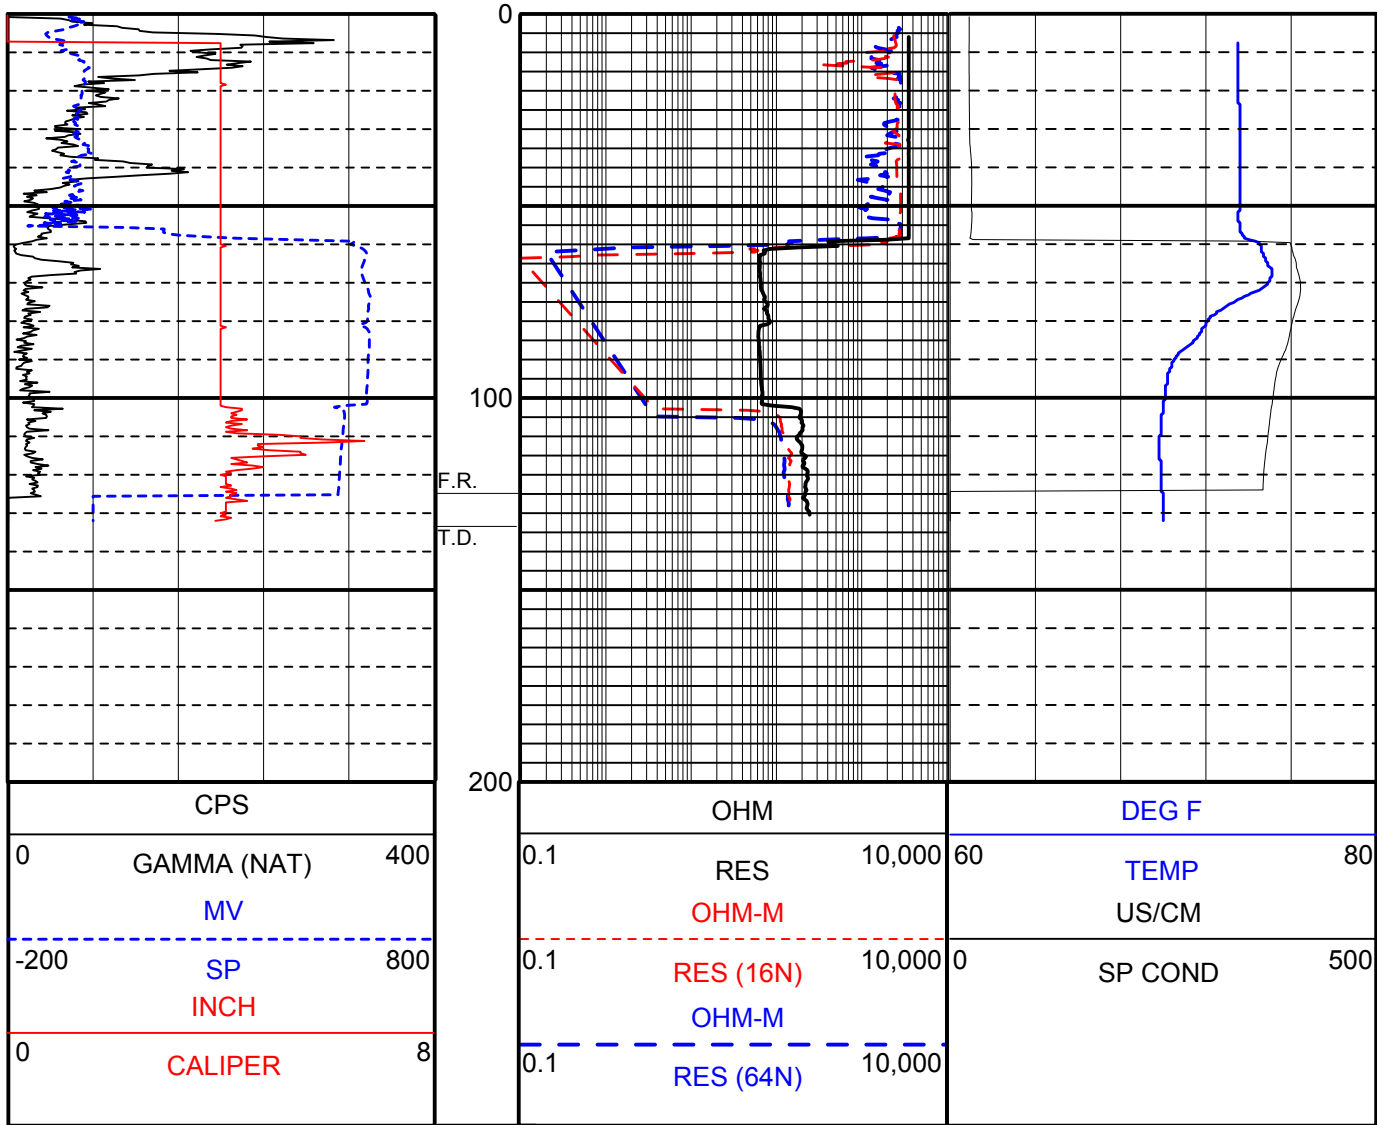 0
100
F.R.
T.D.
200
CPS
0 GAMMA (NAT) 400
MV
-200 SP 800
INCH
0 CALIPER 8
OHM
0.1 RES 10,000
OHM-M
0.1 RES (16N) 10,000
OHM-M
0.1 RES (64N) 10,000
DEG F
60 TEMP 80
US/CM
0 SP COND 500